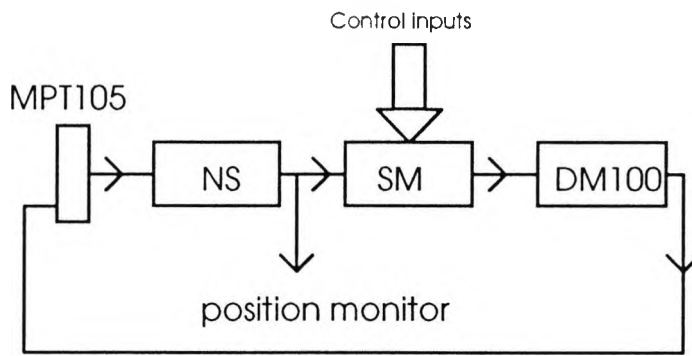 Control inputs
MPT105
NS
SM
DM100
position monitor